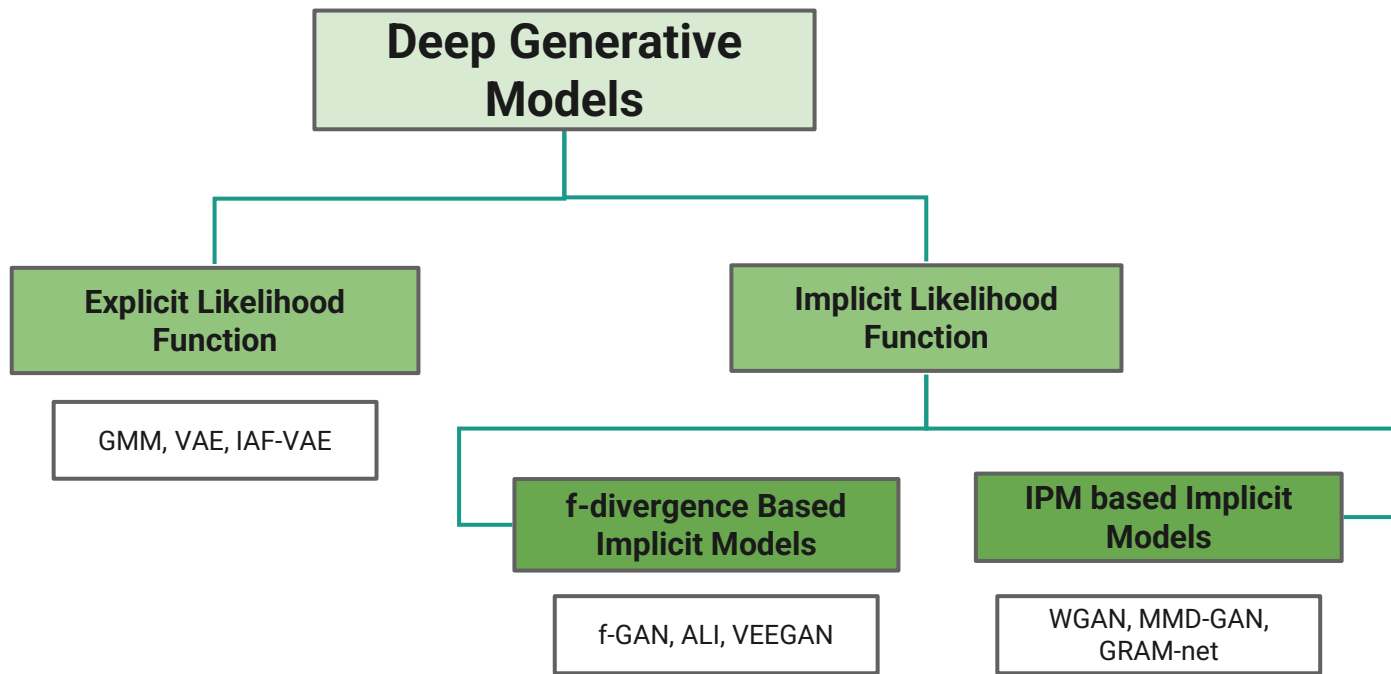 Deep Generative
Models
Explicit Likelihood
Function
Implicit Likelihood
Function
GMM, VAE, IAF-VAE
f-divergence Based
Implicit Models
IPM based Implicit
Models
f-GAN, ALI, VEEGAN
WGAN, MMD-GAN,
GRAM-net